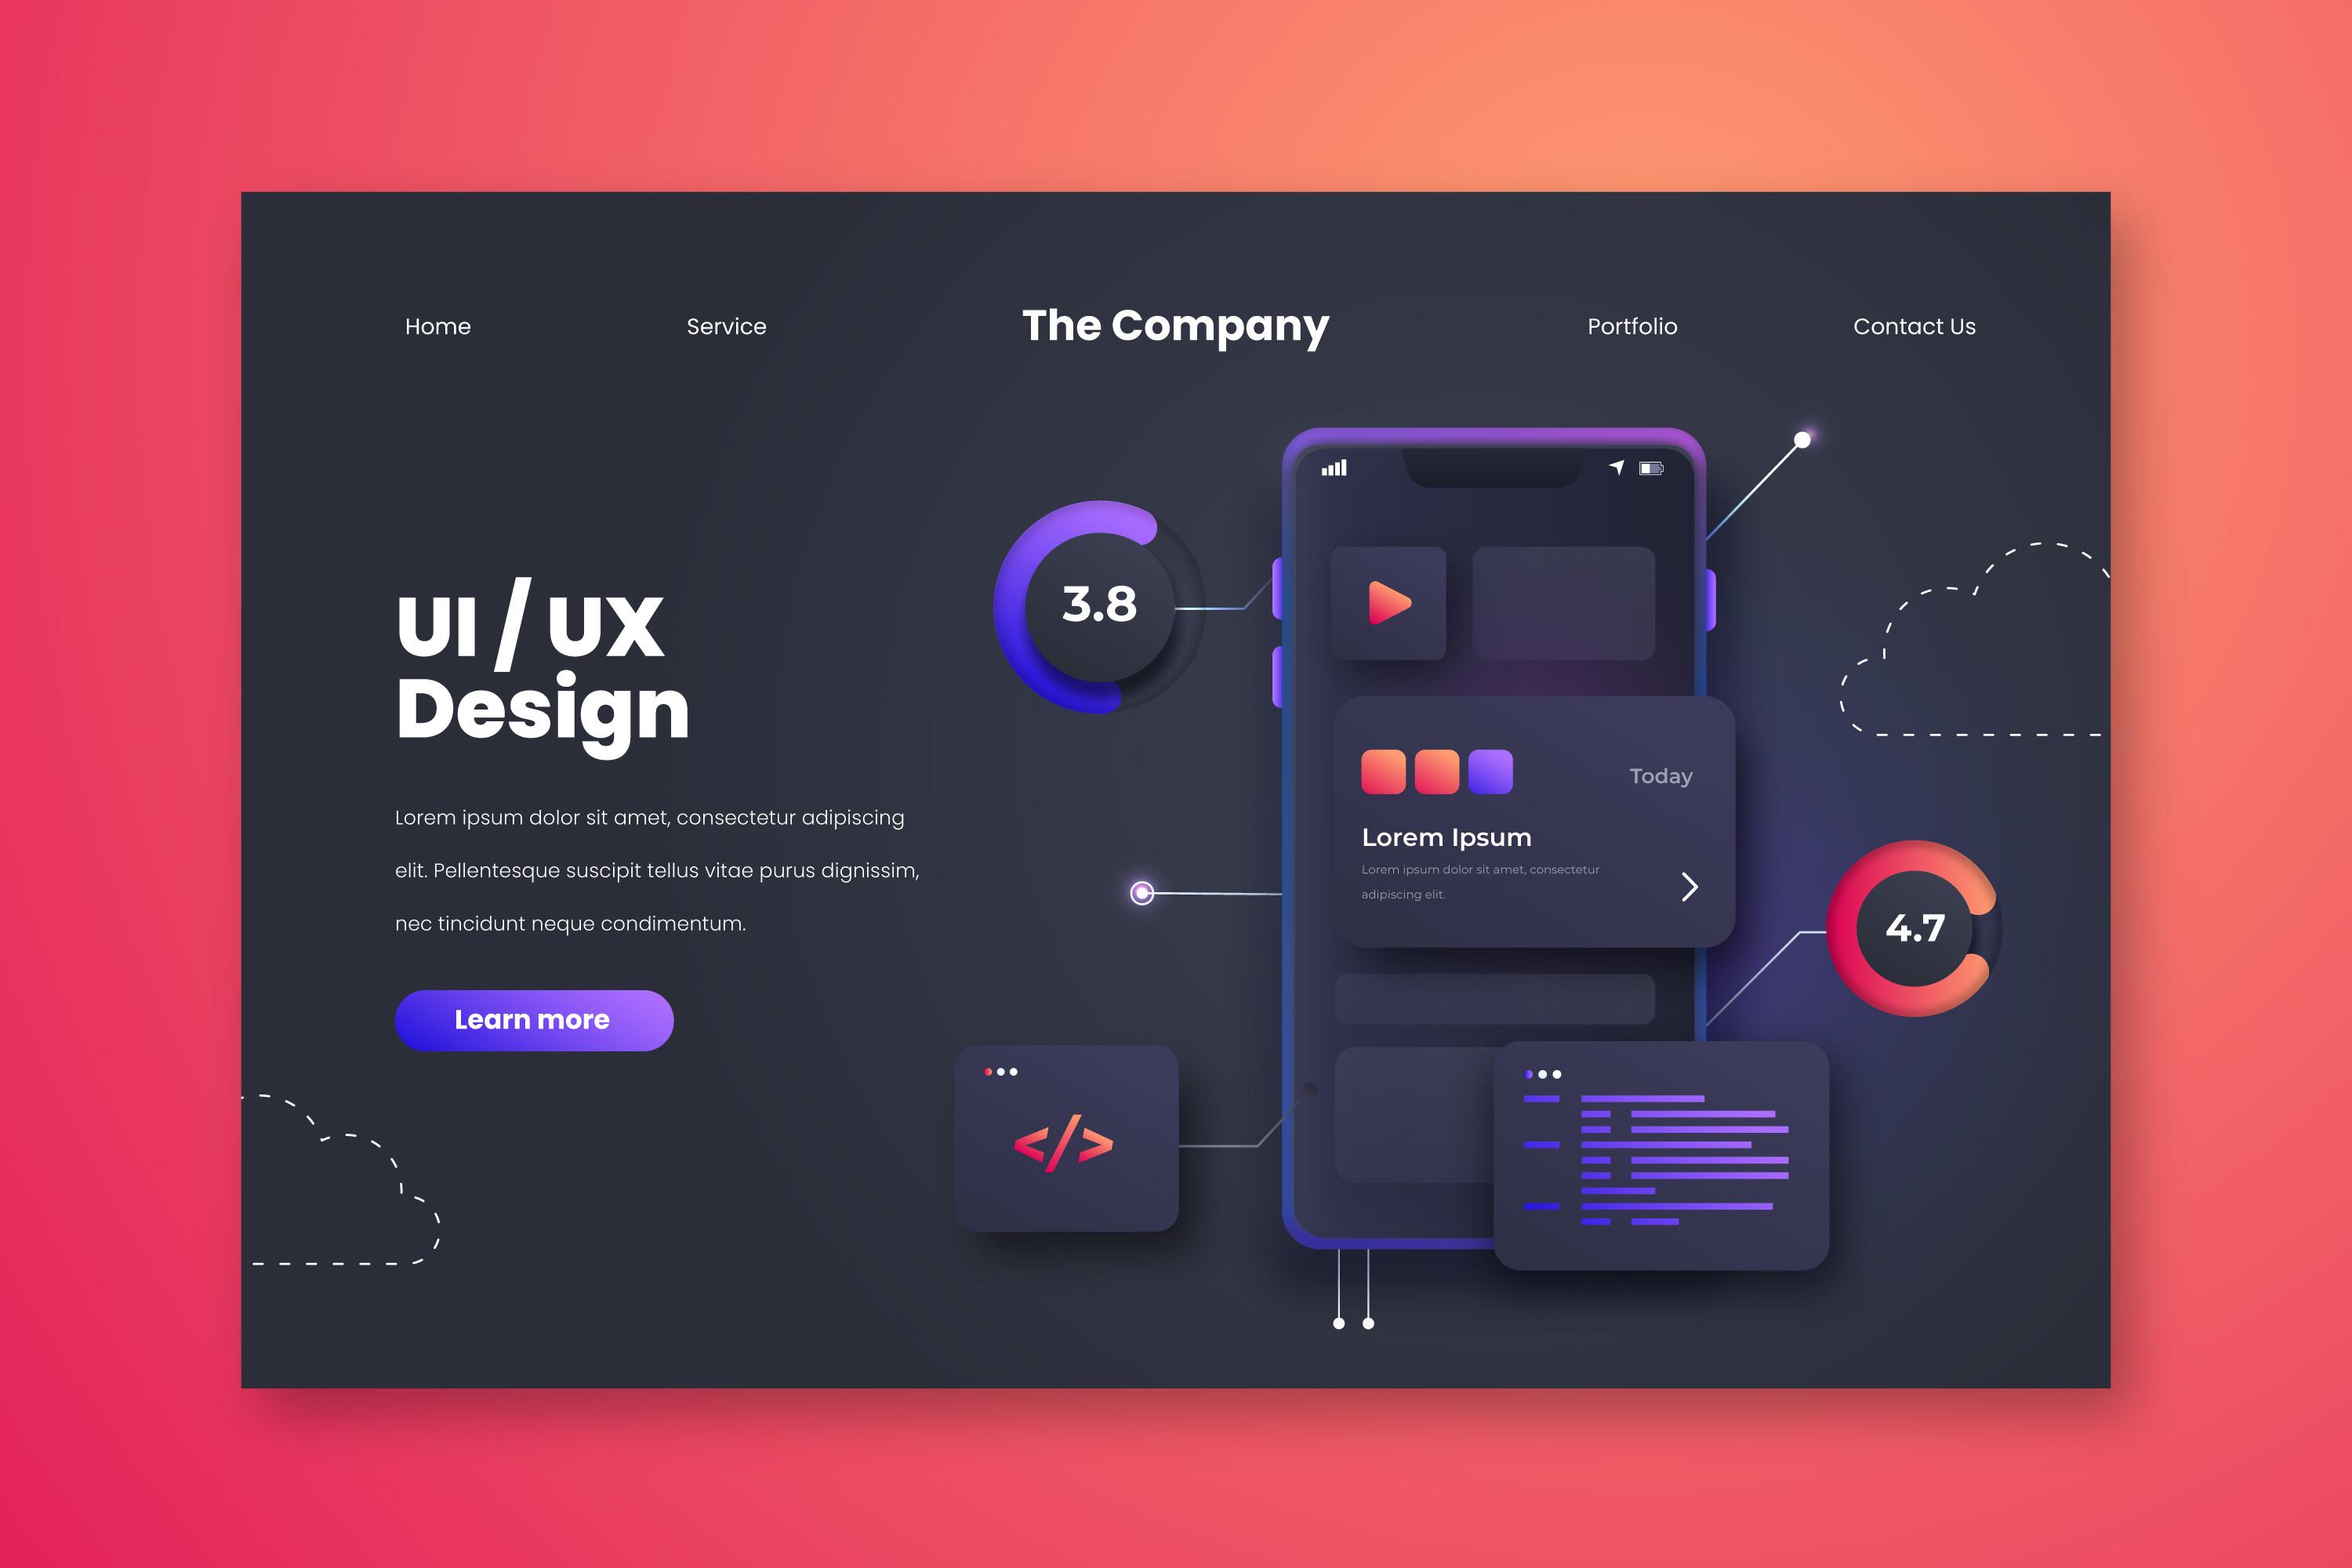 Home
Service
The Company
Portfolio
Contact Us
UI / UX
Design
Lorem ipsum dolor sit amet, consectetur adipiscing
elit. Pellentesque suscipit tellus vitae purus dignissim,
nec tincidunt neque condimentum.
Learn more
3.8
Today
Lorem Ipsum
Lorem ipsum dolor sit amet, consectetur
adipiscing elit.
4.7
</>